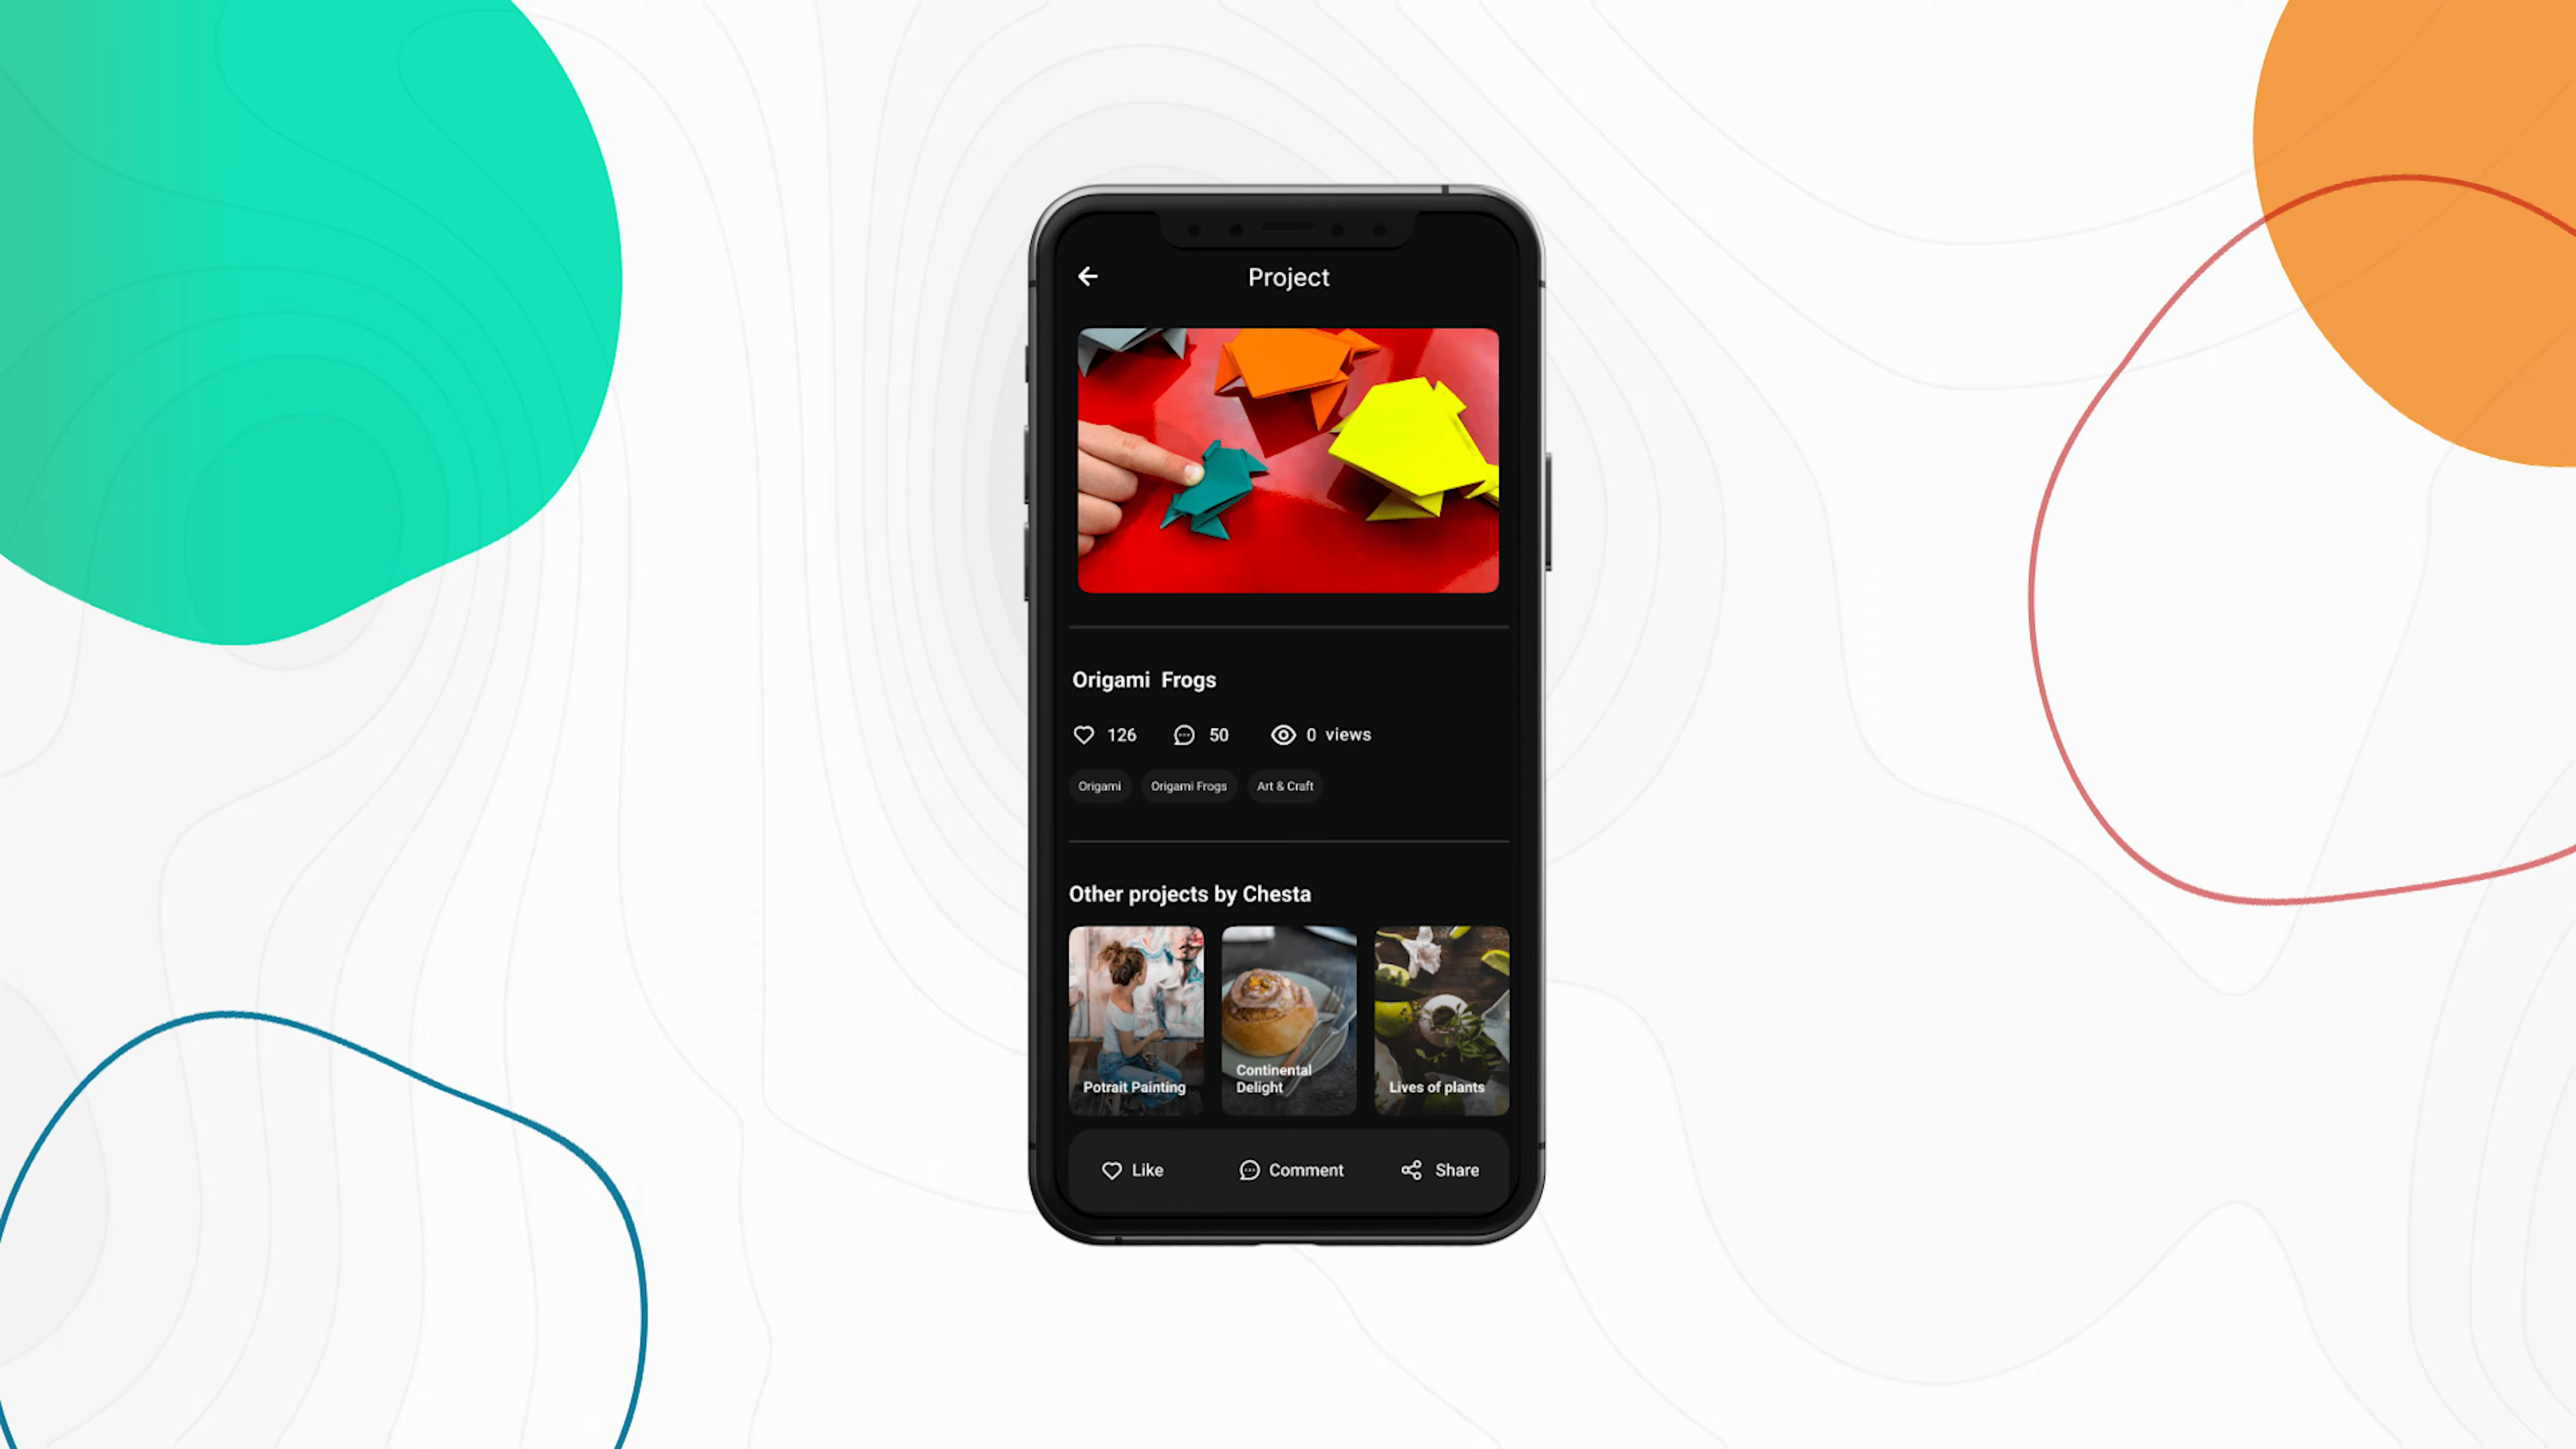 Project
Origami Frogs
126 50 0 views
Origami Origami Frogs Art & Craft
Other projects by Chesta
Potrait Painting
Continental
Delight
Lives of plants
Like Comment Share